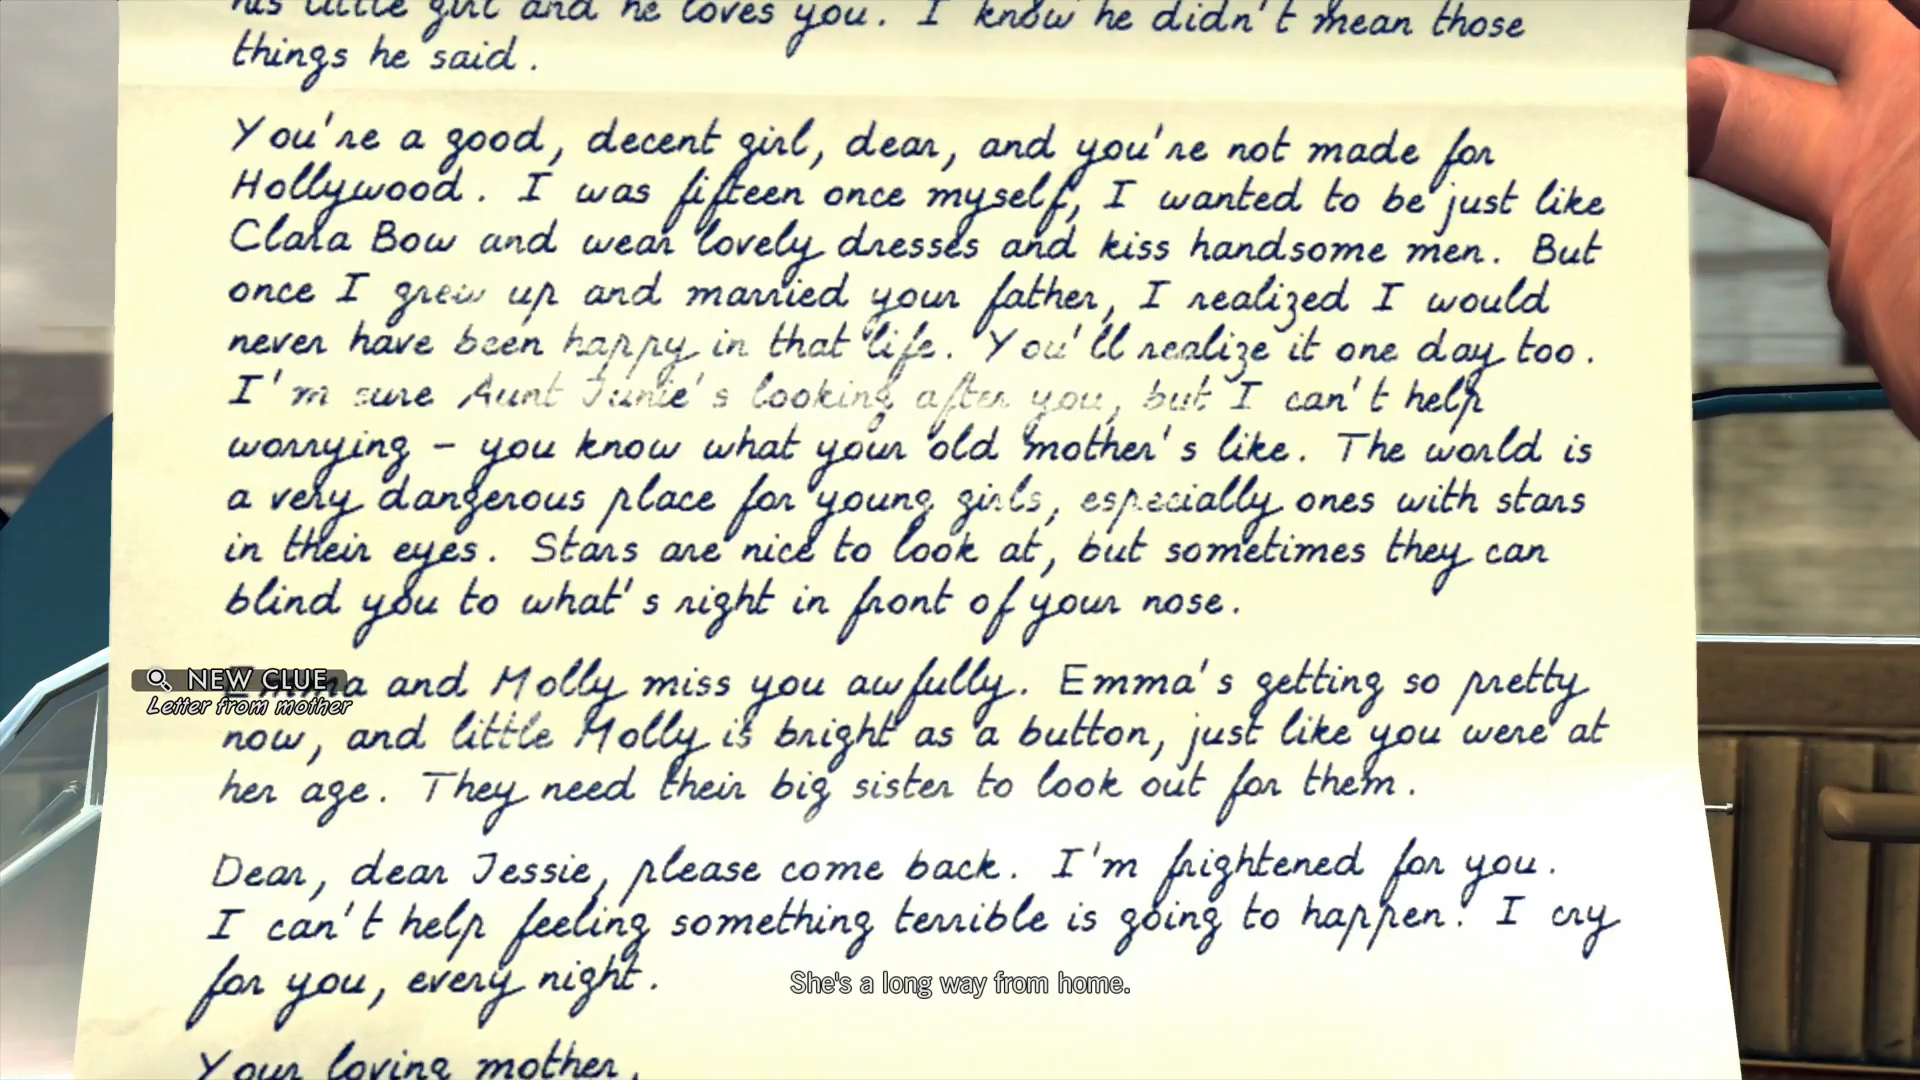 his little girl and he loves you. I know he didn't mean those
things he said.
You're a good, decent girl, dear, and you're not made for
Hollywood. I was fifteen once myself, I wanted to be just like
Clara Bow and wear lovely dresses and kiss handsome men. But
once I grew up and married your father, I realized I would
never have been happy in that life. You'll realize it one day too.
I'm sure Aunt Junie's looking after you, but I can't help
worrying - you know what your old mother's like. The world is
a very dangerous place for young girls, especially ones with stars
in their eyes. Stars are nice to look at, but sometimes they can
blind you to what's right in front of your nose.
NEW CLUE
Letter from mother
Emma and Molly miss you awfully. Emma's getting so pretty
now, and little Molly is bright as a button, just like you were at
her age. They need their big sister to look out for them.
Dear, dear Jessie, please come back. I'm frightened for you.
I can't help feeling something terrible is going to happen. I cry
for you, every night.
She's a long way from home.
Your loving mother,